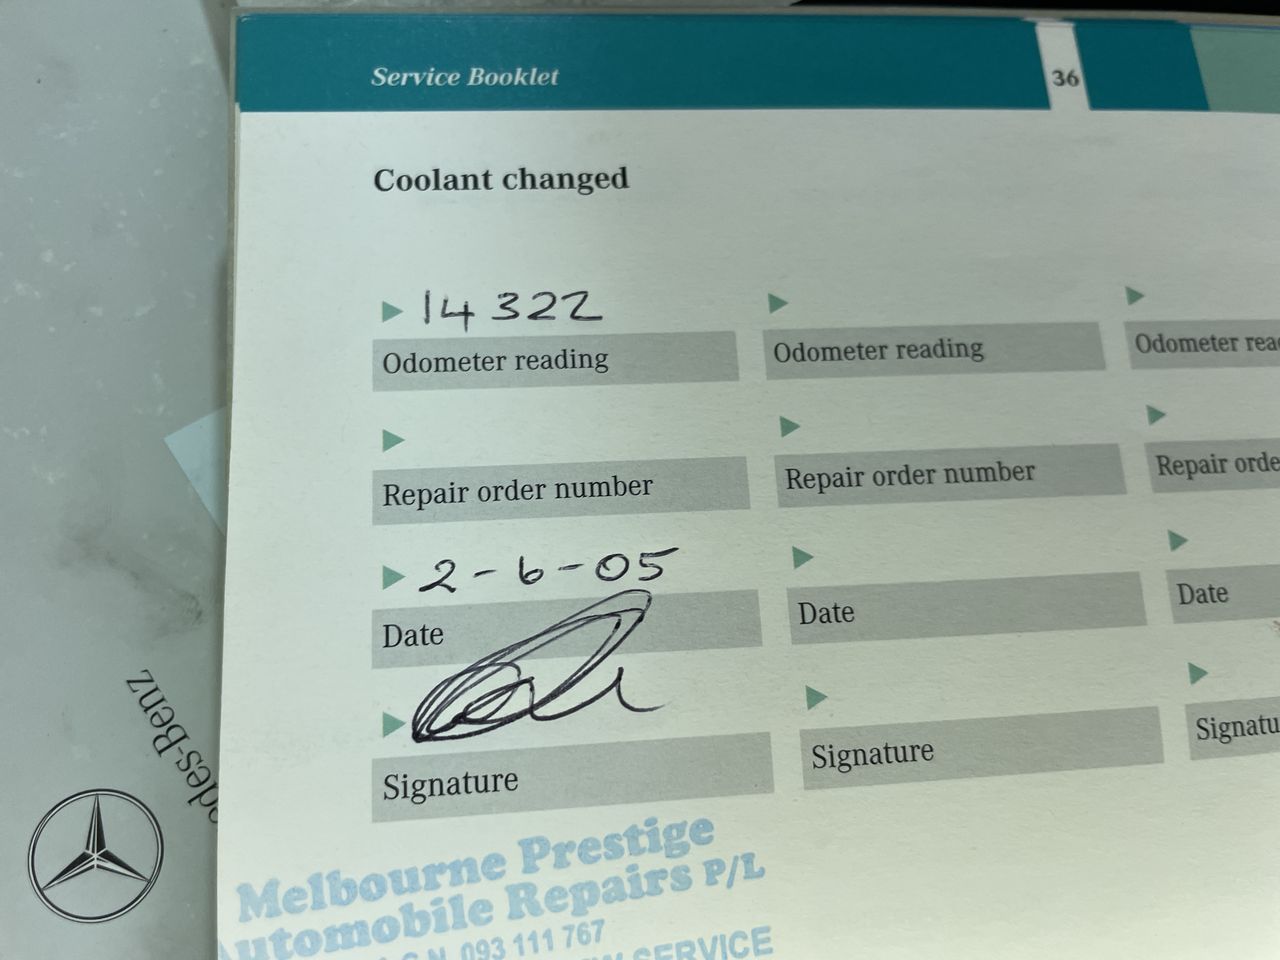 Service Booklet 36
Coolant changed
14 322
Odometer reading Odometer reading Odometer rea
Repair order number Repair order number Repair orde
2-6-05
Date Date Date
Signature Signature Signatu
Melbourne Prestige
Automobile Repairs P/L
A.C.N. 093 111 767
SERVICE
des-Benz